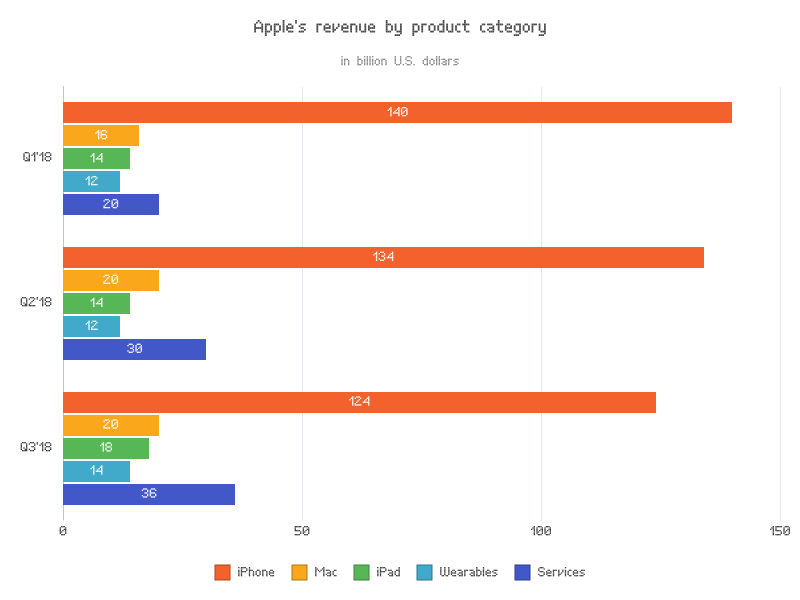 Apple's revenue by product category
in billion U.S. dollars
Q1'18
140
16
14
12
20
Q2'18
134
20
14
12
30
Q3'18
124
20
18
14
36
0 50 100 150
iPhone Mac iPad Wearables Services